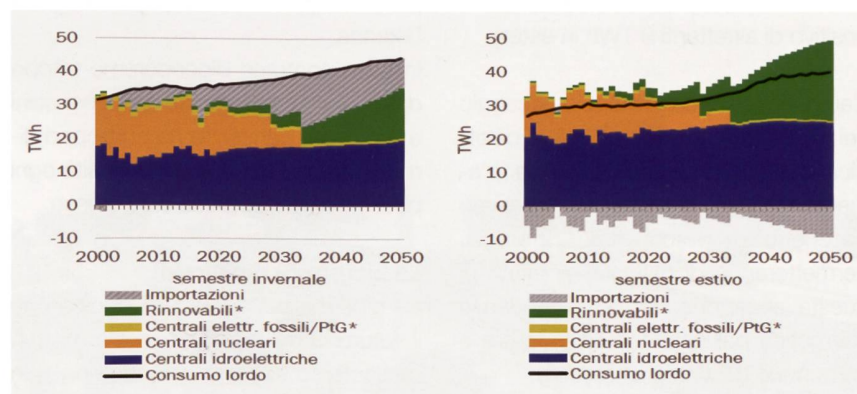 50
40
30
20
10
0
-10
TWh
2000 2010 2020 2030 2040 2050
semestre invernale
Importazioni
Rinnovabili*
Centrali elettr. fossili/PtG*
Centrali nucleari
Centrali idroelettriche
Consumo lordo
50
40
30
20
10
0
-10
TWh
2000 2010 2020 2030 2040 2050
semestre estivo
Importazioni
Rinnovabili*
Centrali elettr. fossili/PtG*
Centrali nucleari
Centrali idroelettriche
Consumo lordo